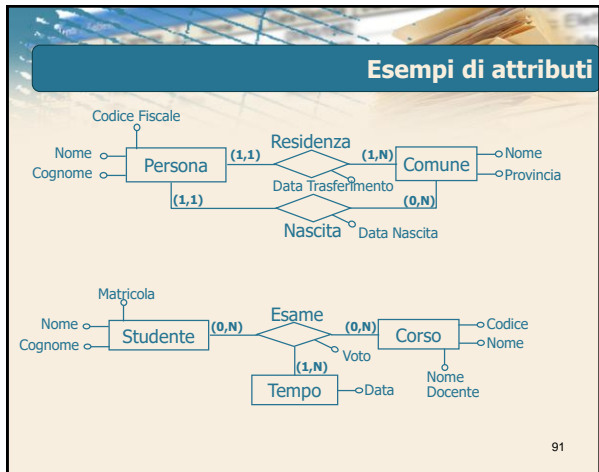 Esempi di attributi
Codice Fiscale
Nome
Cognome
Persona
(1,1)
Residenza
(1,N)
Comune
Nome
Provincia
Data Trasferimento
(1,1)
(0,N)
Nascita
Data Nascita
Matricola
Nome
Cognome
Studente
(0,N)
Esame
(0,N)
Corso
Codice
Nome
Voto
(1,N)
Nome
Docente
Tempo
Data
91